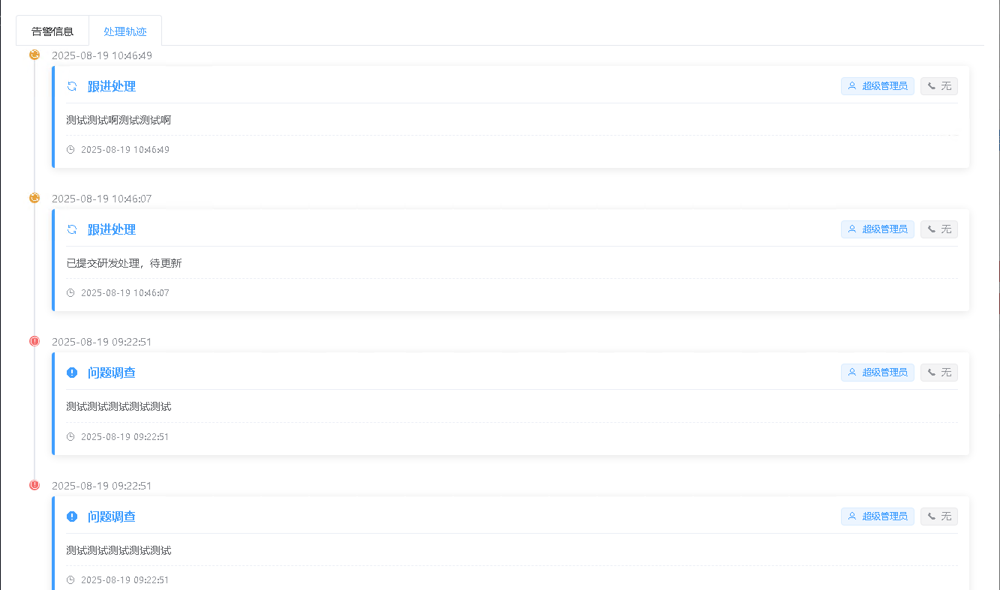 告警信息 处理轨迹
2025-08-19 10:46:49
跟进处理 超级管理员 无
测试测试啊测试测试啊
2025-08-19 10:46:49
2025-08-19 10:46:07
跟进处理 超级管理员 无
已提交研发处理，待更新
2025-08-19 10:46:07
2025-08-19 09:22:51
问题调查 超级管理员 无
测试测试测试测试测试
2025-08-19 09:22:51
2025-08-19 09:22:51
问题调查 超级管理员 无
测试测试测试测试测试
2025-08-19 09:22:51